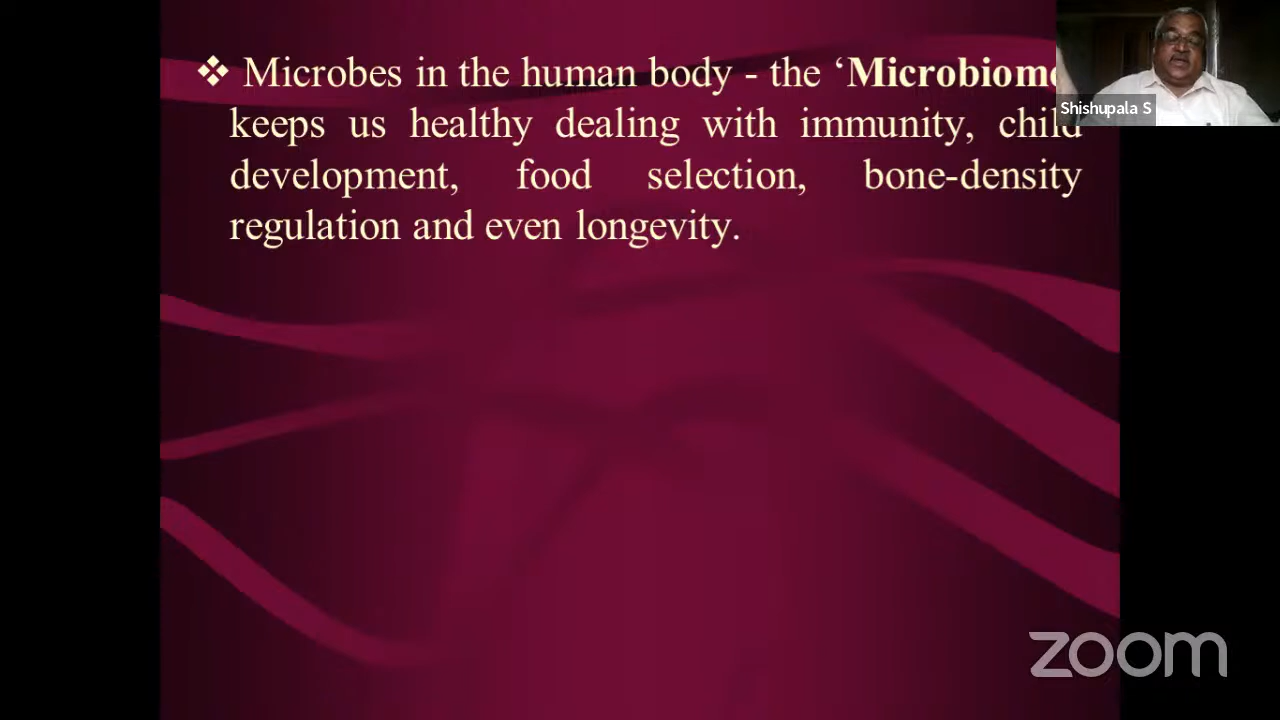 ❖ Microbes in the human body - the ‘Microbiome
keeps us healthy dealing with immunity, child
development, food selection, bone-density
regulation and even longevity.
Shishupala S
zoom